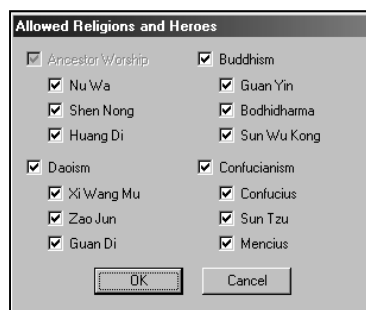 Allowed Religions and Heroes
Ancestor Worship
Nu Wa
Shen Nong
Huang Di
Buddhism
Guan Yin
Bodhidharma
Sun Wu Kong
Daoism
Xi Wang Mu
Zao Jun
Guan Di
Confucianism
Confucius
Sun Tzu
Mencius
OK
Cancel